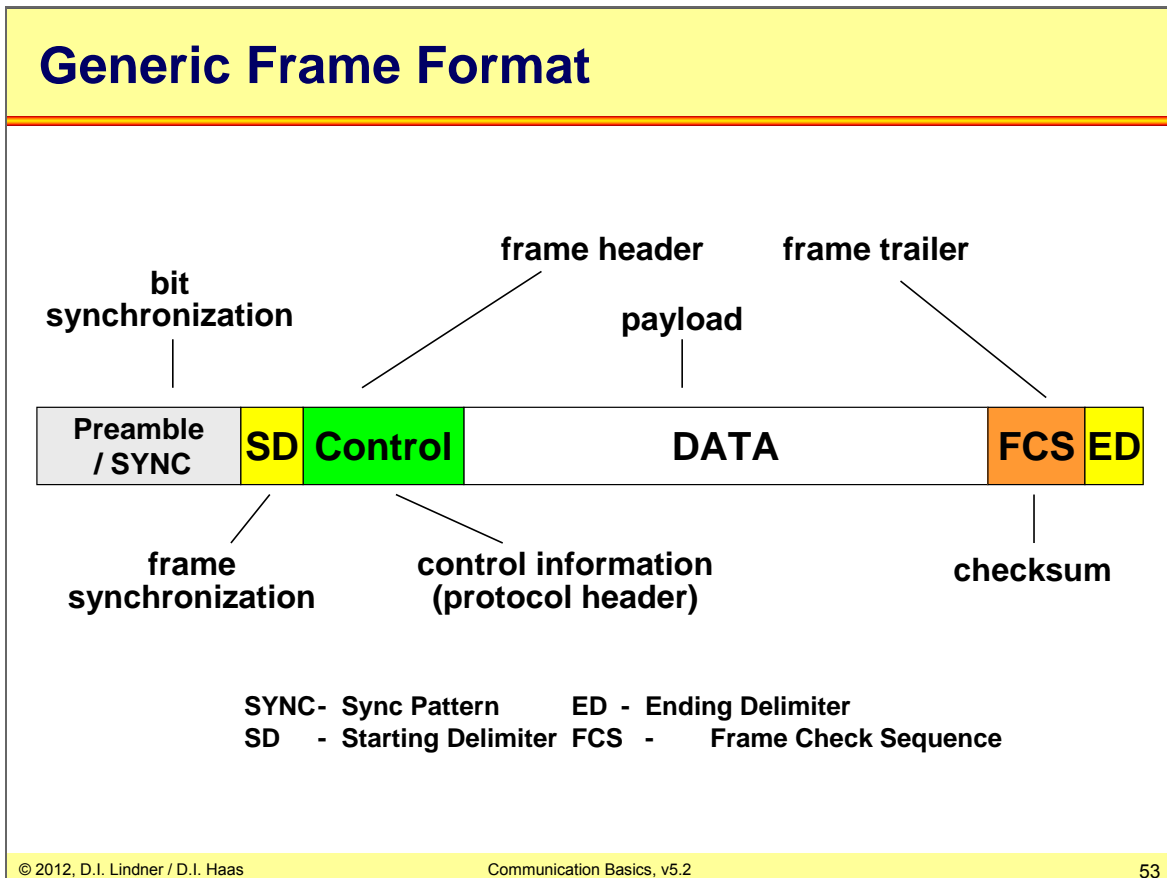 Generic Frame Format
frame header
frame trailer
bit
synchronization
payload
Preamble
/ SYNC
SD
Control
DATA
FCS
ED
frame
synchronization
control information
(protocol header)
checksum
SYNC- Sync Pattern ED - Ending Delimiter
SD - Starting Delimiter FCS - Frame Check Sequence
© 2012, D.I. Lindner / D.I. Haas
Communication Basics, v5.2
53